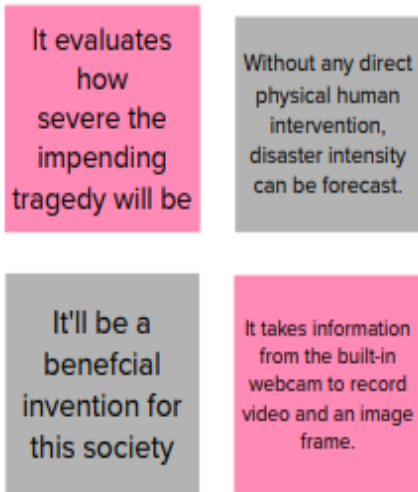 It evaluates
how
severe the
impending
tragedy will be
Without any direct
physical human
intervention,
disaster intensity
can be forecast.
It'll be a
benefcial
invention for
this society
It takes information
from the built-in
webcam to record
video and an image
frame.